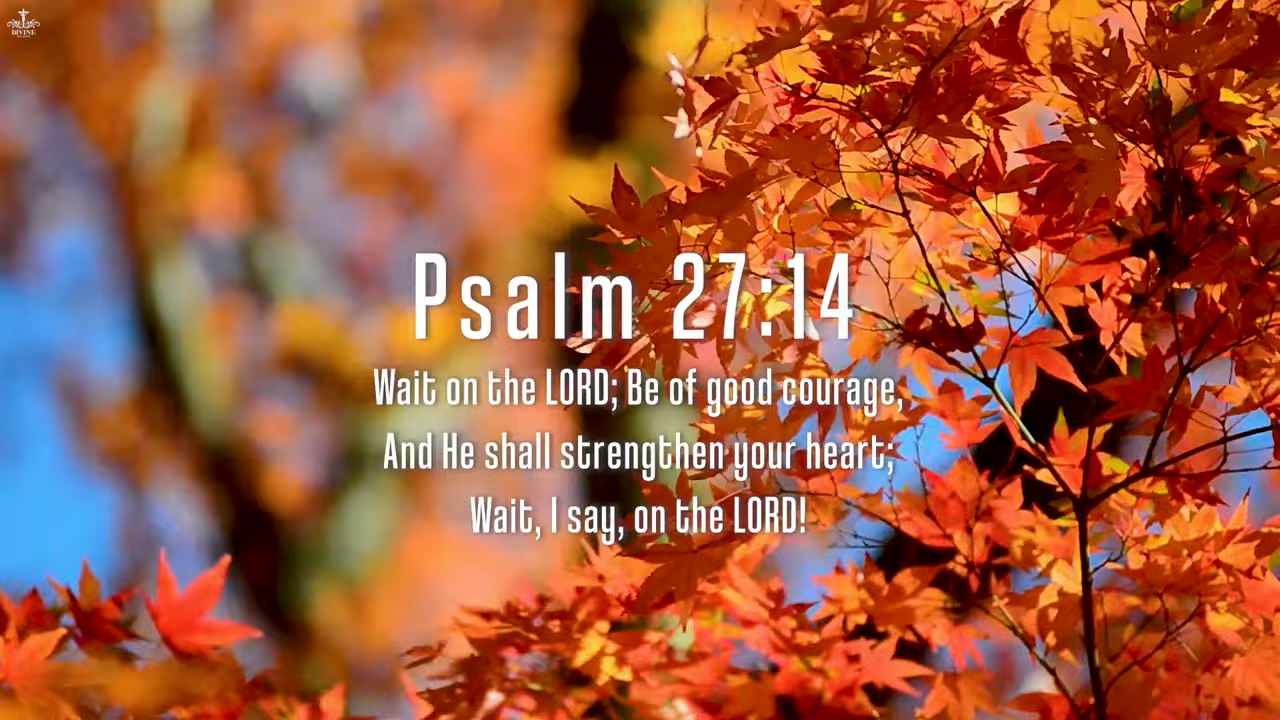 DIVINE
Psalm 27:14
Wait on the LORD; Be of good courage,
And He shall strengthen your heart;
Wait, I say, on the LORD!